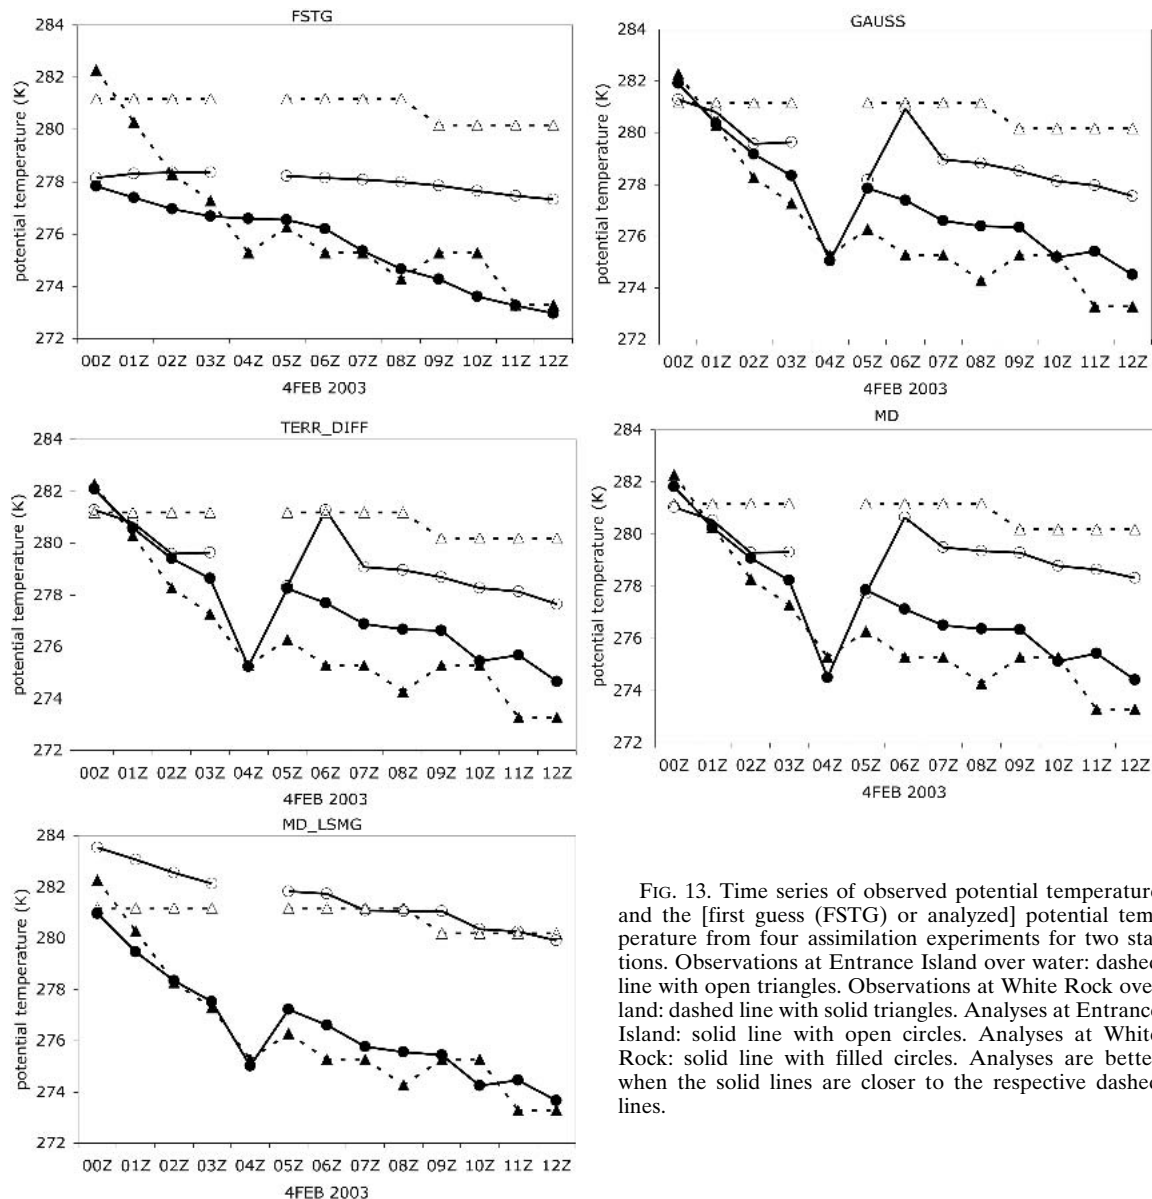 FSTG
potential temperature (K)
284
282
280
278
276
274
272
00Z 01Z 02Z 03Z 04Z 05Z 06Z 07Z 08Z 09Z 10Z 11Z 12Z
4FEB 2003
GAUSS
potential temperature (K)
284
282
280
278
276
274
272
00Z 01Z 02Z 03Z 04Z 05Z 06Z 07Z 08Z 09Z 10Z 11Z 12Z
4FEB 2003
TERR_DIFF
potential temperature (K)
284
282
280
278
276
274
272
00Z 01Z 02Z 03Z 04Z 05Z 06Z 07Z 08Z 09Z 10Z 11Z 12Z
4FEB 2003
MD
potential temperature (K)
284
282
280
278
276
274
272
00Z 01Z 02Z 03Z 04Z 05Z 06Z 07Z 08Z 09Z 10Z 11Z 12Z
4FEB 2003
MD_LSMG
potential temperature (K)
284
282
280
278
276
274
272
00Z 01Z 02Z 03Z 04Z 05Z 06Z 07Z 08Z 09Z 10Z 11Z 12Z
4FEB 2003
FIG. 13. Time series of observed potential temperature
and the [first guess (FSTG) or analyzed] potential tem-
perature from four assimilation experiments for two sta-
tions. Observations at Entrance Island over water: dashed
line with open triangles. Observations at White Rock over
land: dashed line with solid triangles. Analyses at Entrance
Island: solid line with open circles. Analyses at White
Rock: solid line with filled circles. Analyses are better
when the solid lines are closer to the respective dashed
lines.